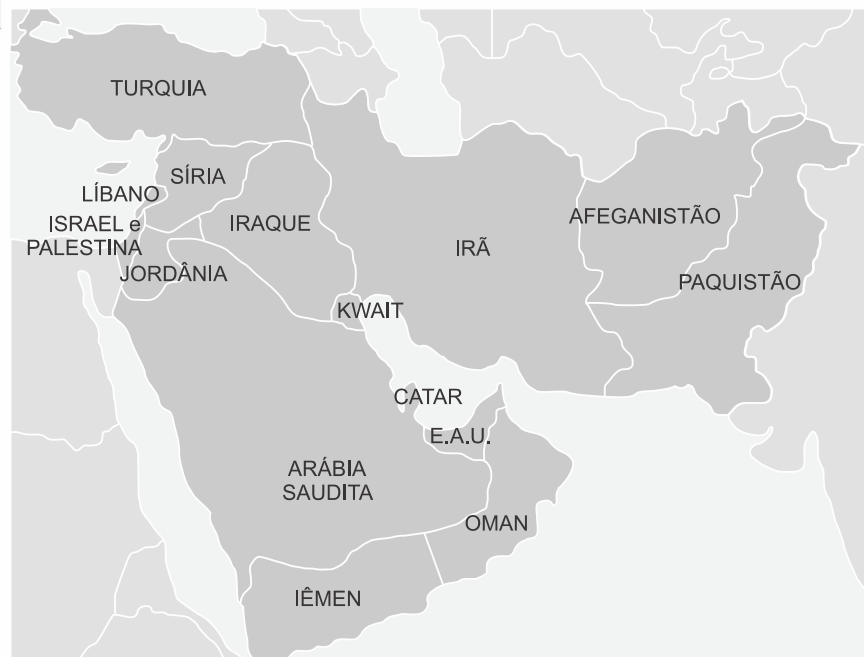 TURQUIA
SÍRIA
LÍBANO
ISRAEL e
PALESTINA
IRAQUE
JORDÂNIA
IRÃ
AFEGANISTÃO
PAQUISTÃO
KWAIT
CATAR
E.A.U.
ARÁBIA
SAUDITA
OMAN
IÊMEN